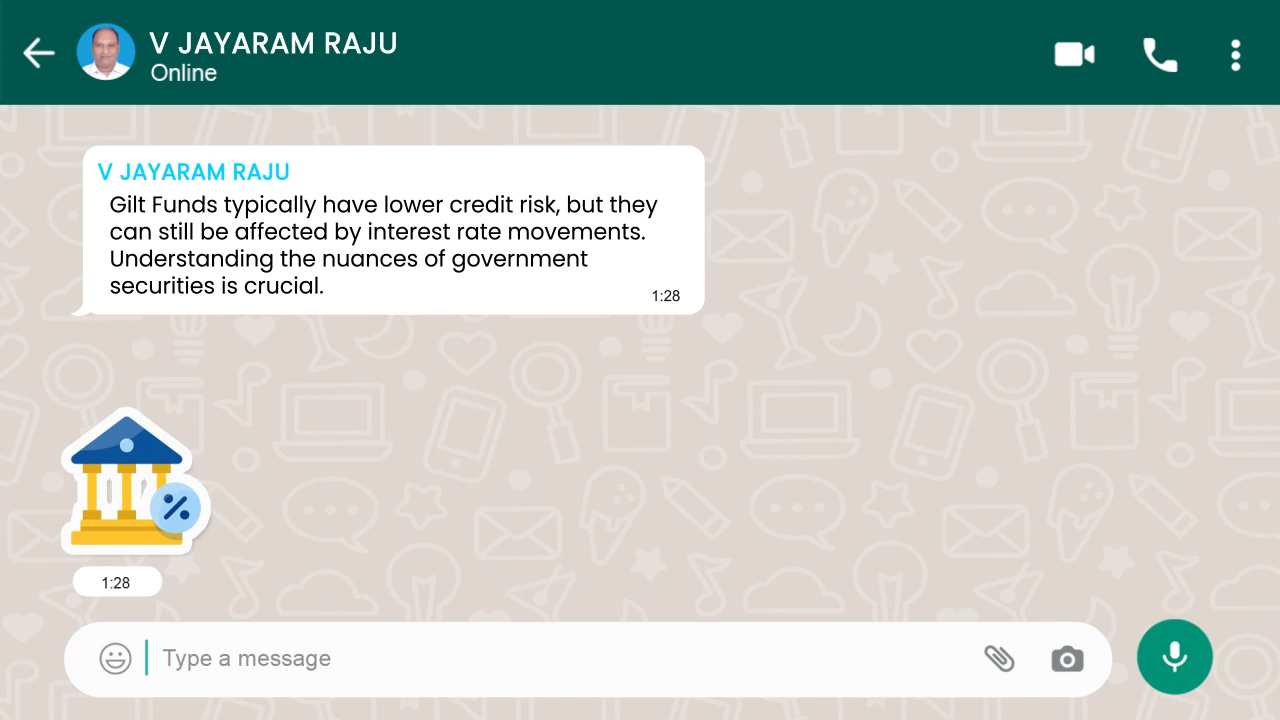 V JAYARAM RAJU
Online
V JAYARAM RAJU
Gilt Funds typically have lower credit risk, but they
can still be affected by interest rate movements.
Understanding the nuances of government
securities is crucial.
1:28
%
1:28
Type a message